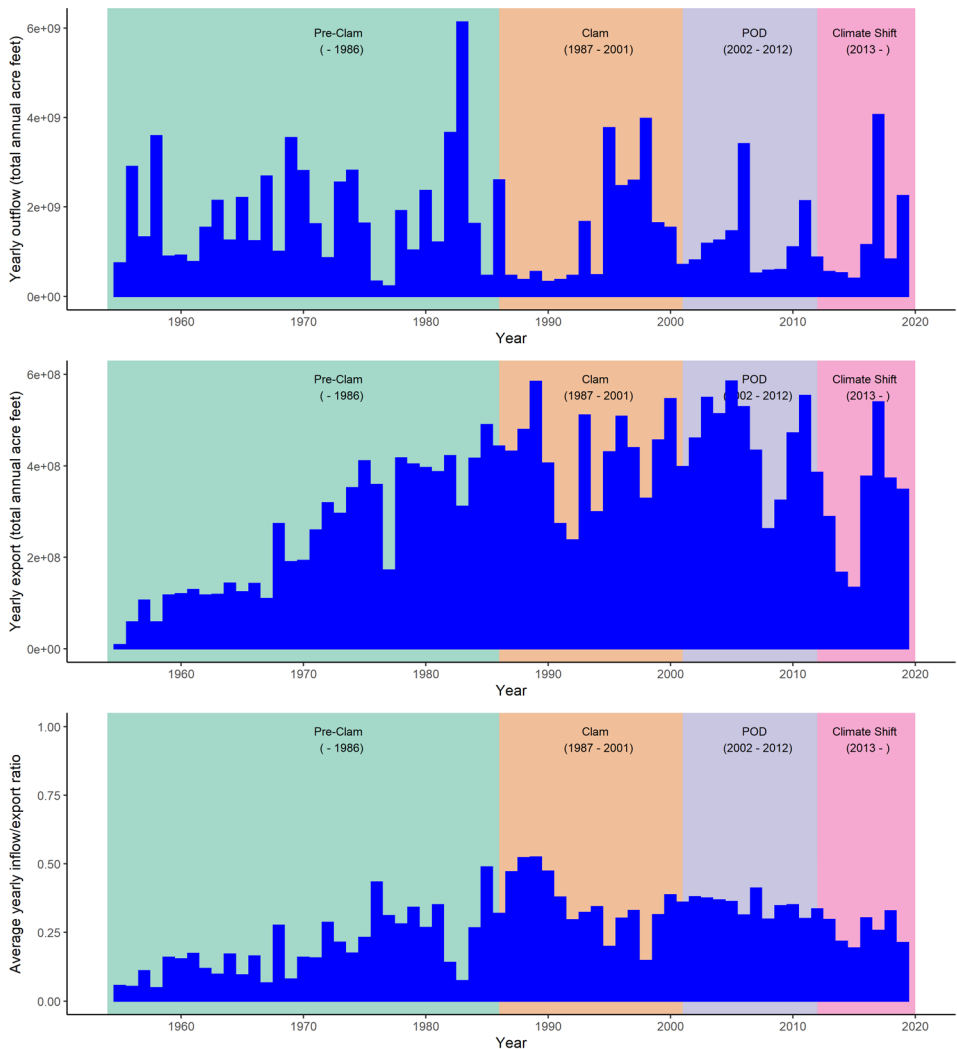 Yearly outflow (total annual acre feet)
6e+09
4e+09
2e+09
0e+00
Pre-Clam
( - 1986)
Clam
(1987 - 2001)
POD
(2002 - 2012)
Climate Shift
(2013 - )
1960 1970 1980 1990 2000 2010 2020
Year
Yearly export (total annual acre feet)
6e+08
4e+08
2e+08
0e+00
Pre-Clam
( - 1986)
Clam
(1987 - 2001)
POD
(2002 - 2012)
Climate Shift
(2013 - )
1960 1970 1980 1990 2000 2010 2020
Year
Average yearly inflow/export ratio
1.00
0.75
0.50
0.25
0.00
Pre-Clam
( - 1986)
Clam
(1987 - 2001)
POD
(2002 - 2012)
Climate Shift
(2013 - )
1960 1970 1980 1990 2000 2010 2020
Year